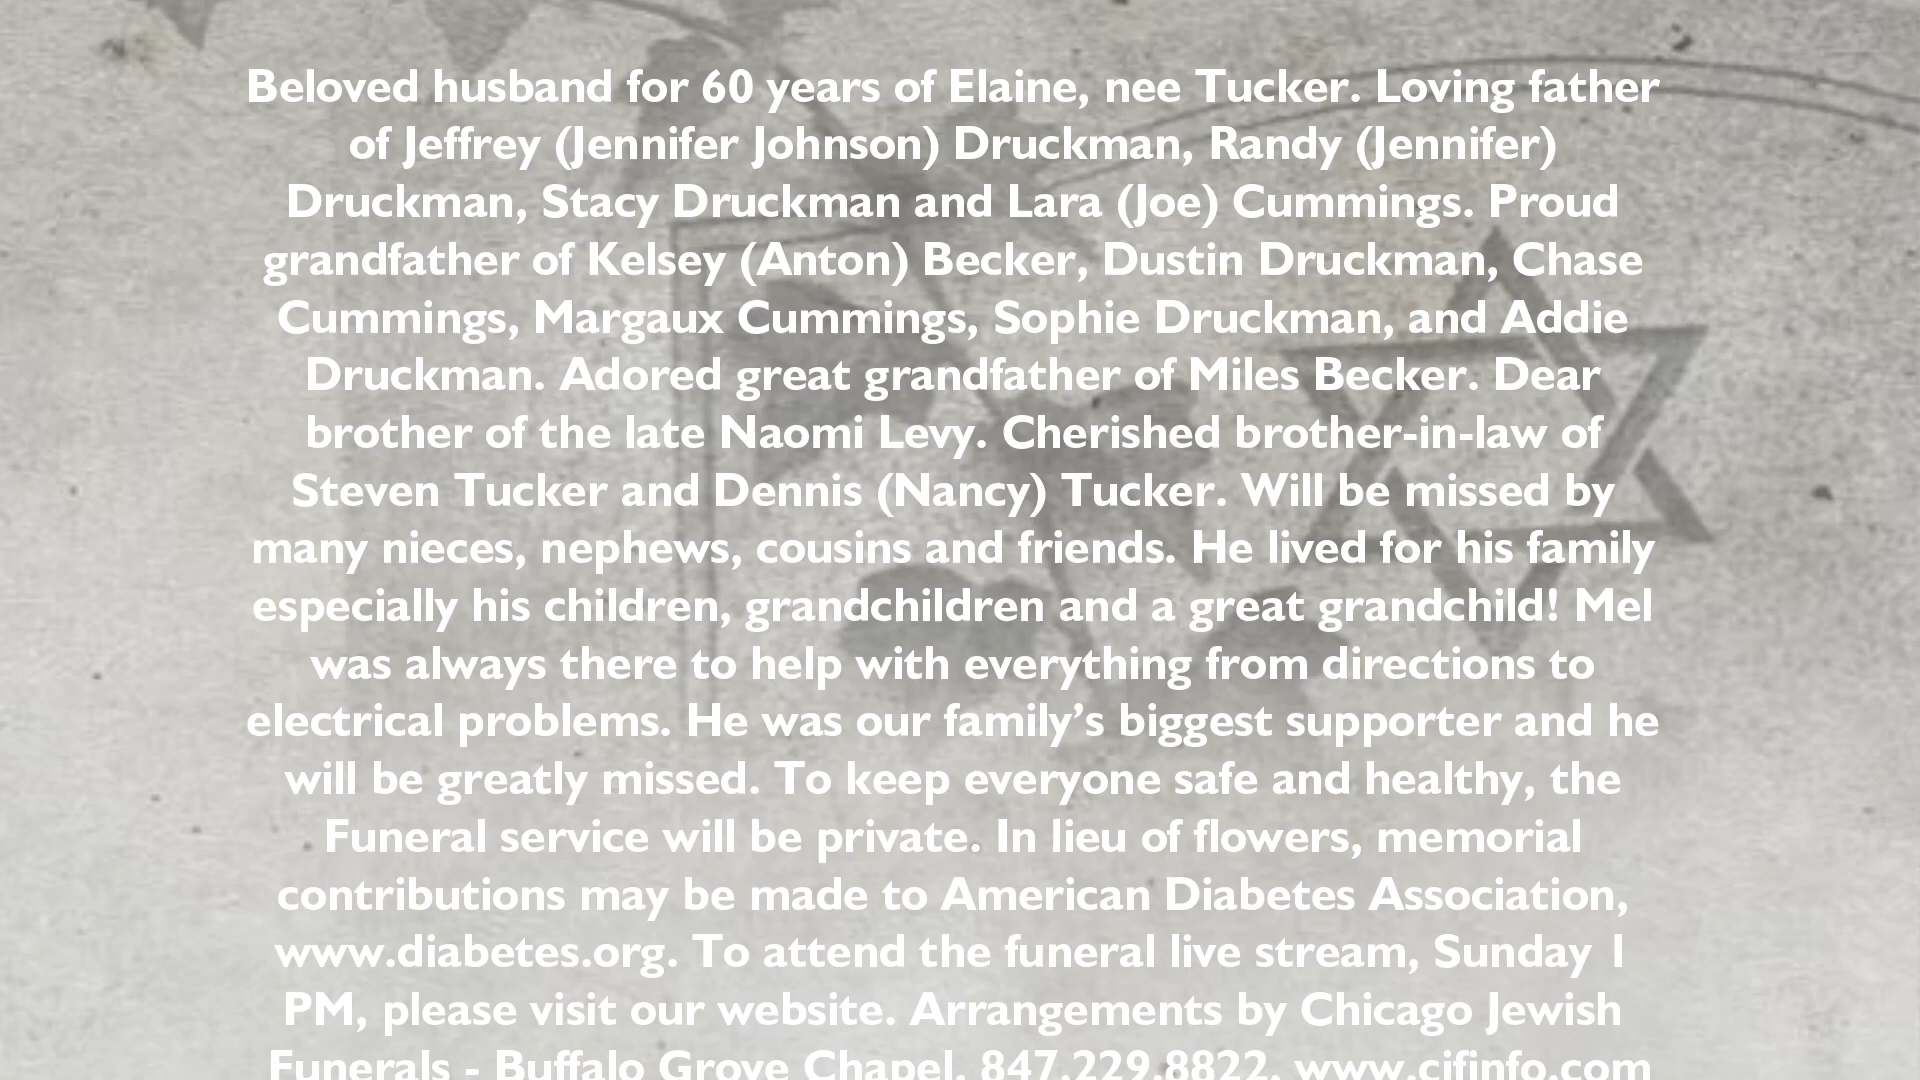 Beloved husband for 60 years of Elaine, nee Tucker. Loving father
of Jeffrey (Jennifer Johnson) Druckman, Randy (Jennifer)
Druckman, Stacy Druckman and Lara (Joe) Cummings. Proud
grandfather of Kelsey (Anton) Becker, Dustin Druckman, Chase
Cummings, Margaux Cummings, Sophie Druckman, and Addie
Druckman. Adored great grandfather of Miles Becker. Dear
brother of the late Naomi Levy. Cherished brother-in-law of
Steven Tucker and Dennis (Nancy) Tucker. Will be missed by
many nieces, nephews, cousins and friends. He lived for his family
especially his children, grandchildren and a great grandchild! Mel
was always there to help with everything from directions to
electrical problems. He was our family’s biggest supporter and he
will be greatly missed. To keep everyone safe and healthy, the
Funeral service will be private. In lieu of flowers, memorial
contributions may be made to American Diabetes Association,
www.diabetes.org. To attend the funeral live stream, Sunday 1
PM, please visit our website. Arrangements by Chicago Jewish
Funerals - Buffalo Grove Chapel, 847.229.8822, www.cjfinfo.com